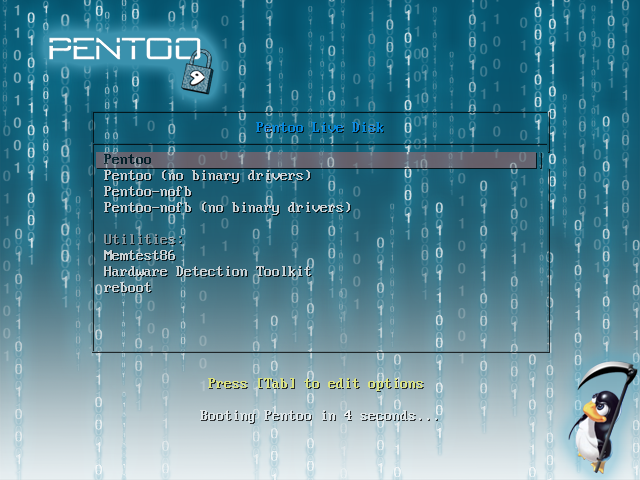 PENTOO
Pentoo Live Disk
Pentoo
Pentoo (no binary drivers)
Pentoo-nofb
Pentoo-nofb (no binary drivers)
Utilities:
Memtest86
Hardware Detection Toolkit
reboot
Press [Tab] to edit options
Booting Pentoo in 4 seconds...